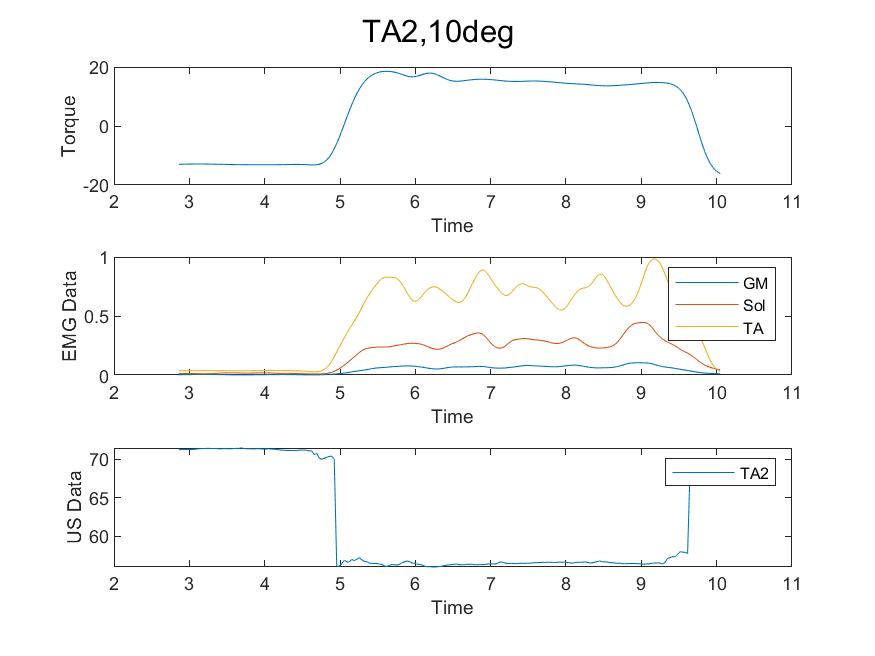 TA2,10deg
20
0
-20
Torque
2 3 4 5 6 7 8 9 10 11
Time
1
0.5
0
EMG Data
GM
Sol
TA
2 3 4 5 6 7 8 9 10 11
Time
70
65
60
US Data
TA2
2 3 4 5 6 7 8 9 10 11
Time